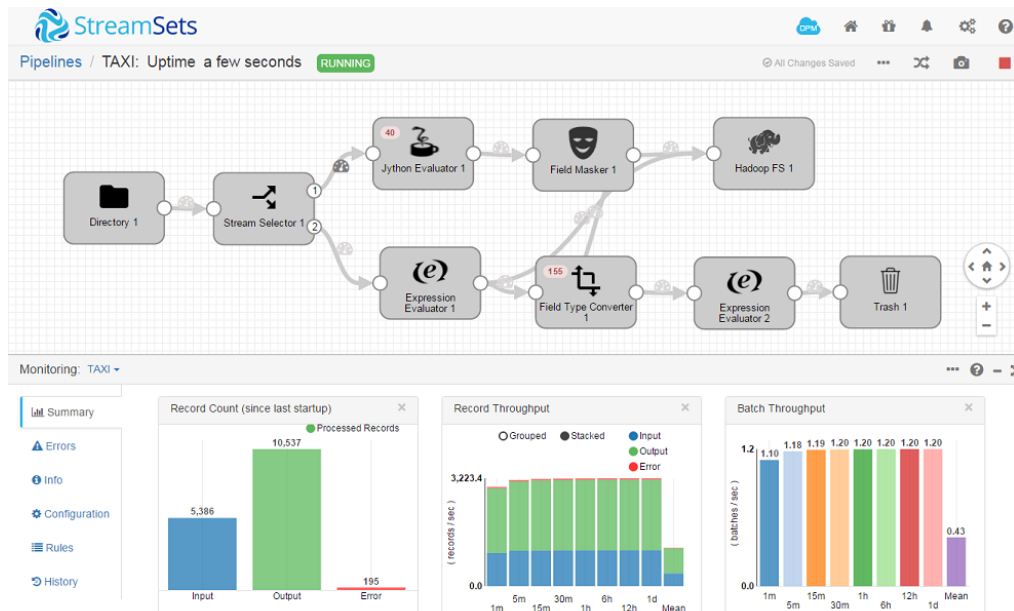 StreamSets
DPM
Pipelines / TAXI: Uptime a few seconds RUNNING
All Changes Saved
40
Jython Evaluator 1
Field Masker 1
Hadoop FS 1
Directory 1
Stream Selector 1
1
2
Expression
Evaluator 1
155
Field Type Converter
1
Expression
Evaluator 2
Trash 1
Monitoring: TAXI
Summary
Errors
Info
Configuration
Rules
History
Record Count (since last startup)
Processed Records
5,386
10,537
195
Input Output Error
Record Throughput
Grouped Stacked Input
Output
Error
3,223.4
( records / sec )
0.0
1m 5m 15m 30m 1h 6h 12h 1d Mean
Batch Throughput
1.2
1.10 1.18 1.19 1.20 1.20 1.20 1.20 1.20 0.43
( batches / sec )
0.0
1m 5m 15m 30m 1h 6h 12h 1d Mean